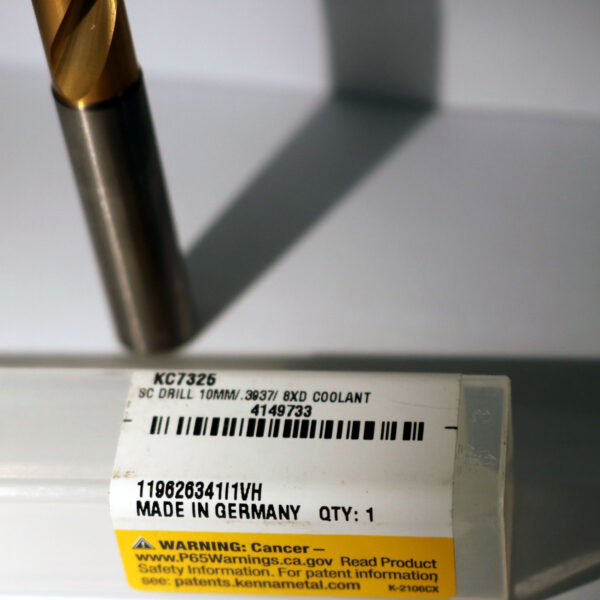 KC7325
SC DRILL 10MM/.3937/ 8XD COOLANT
4149733
119626341I1VH
MADE IN GERMANY QTY: 1
WARNING: Cancer –
www.P65Warnings.ca.gov Read Product
Safety Information. For patent information
see: patents.kennametal.com
K-2106CX